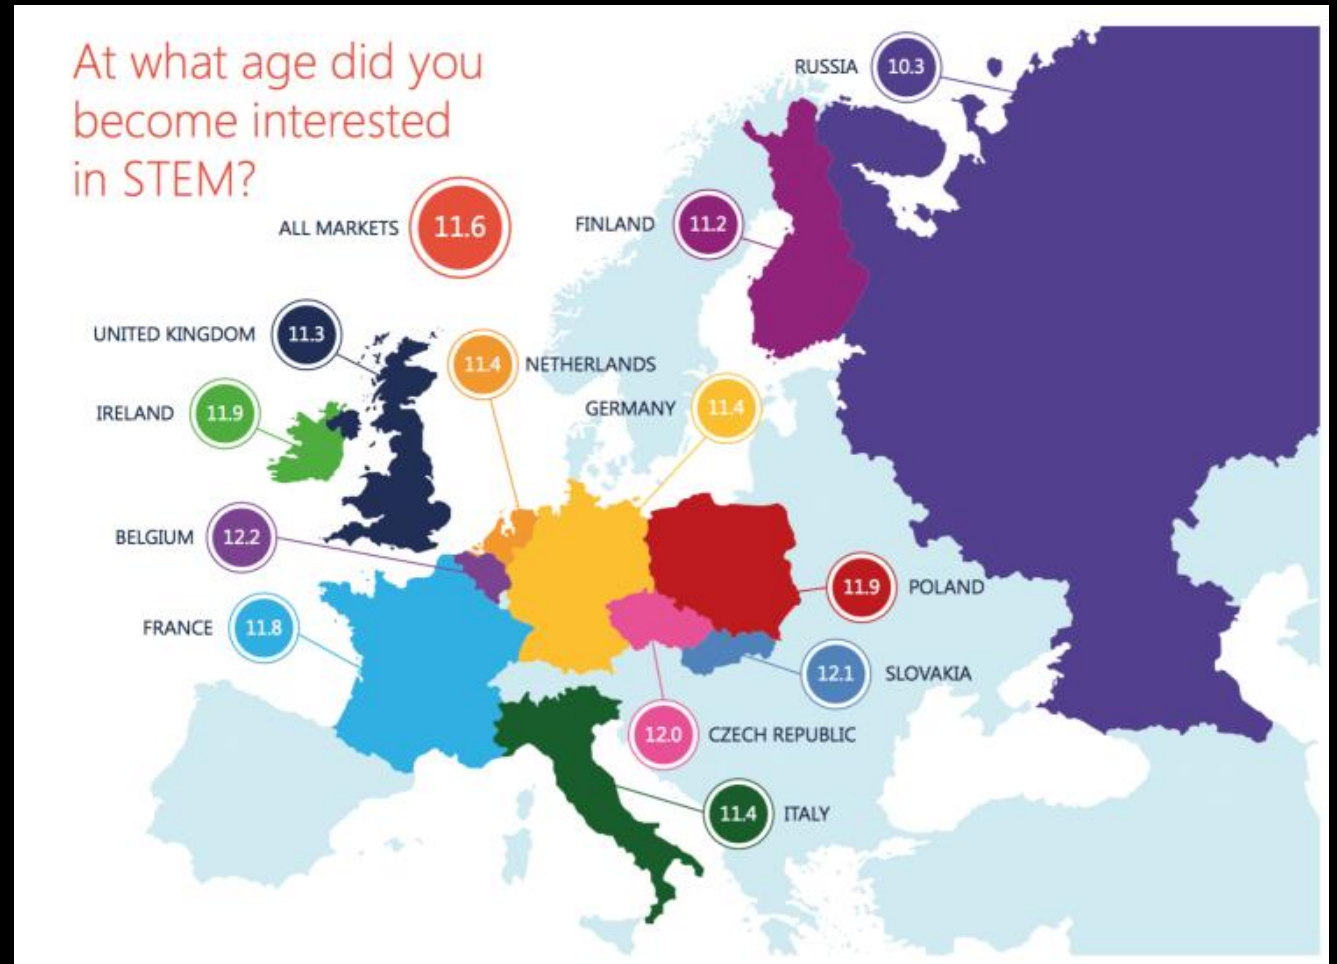 At what age did you
become interested
in STEM?
ALL MARKETS 11.6
RUSSIA 10.3
FINLAND 11.2
UNITED KINGDOM 11.3
11.4 NETHERLANDS
IRELAND 11.9
GERMANY 11.4
BELGIUM 12.2
11.9 POLAND
FRANCE 11.8
12.1 SLOVAKIA
12.0 CZECH REPUBLIC
11.4 ITALY